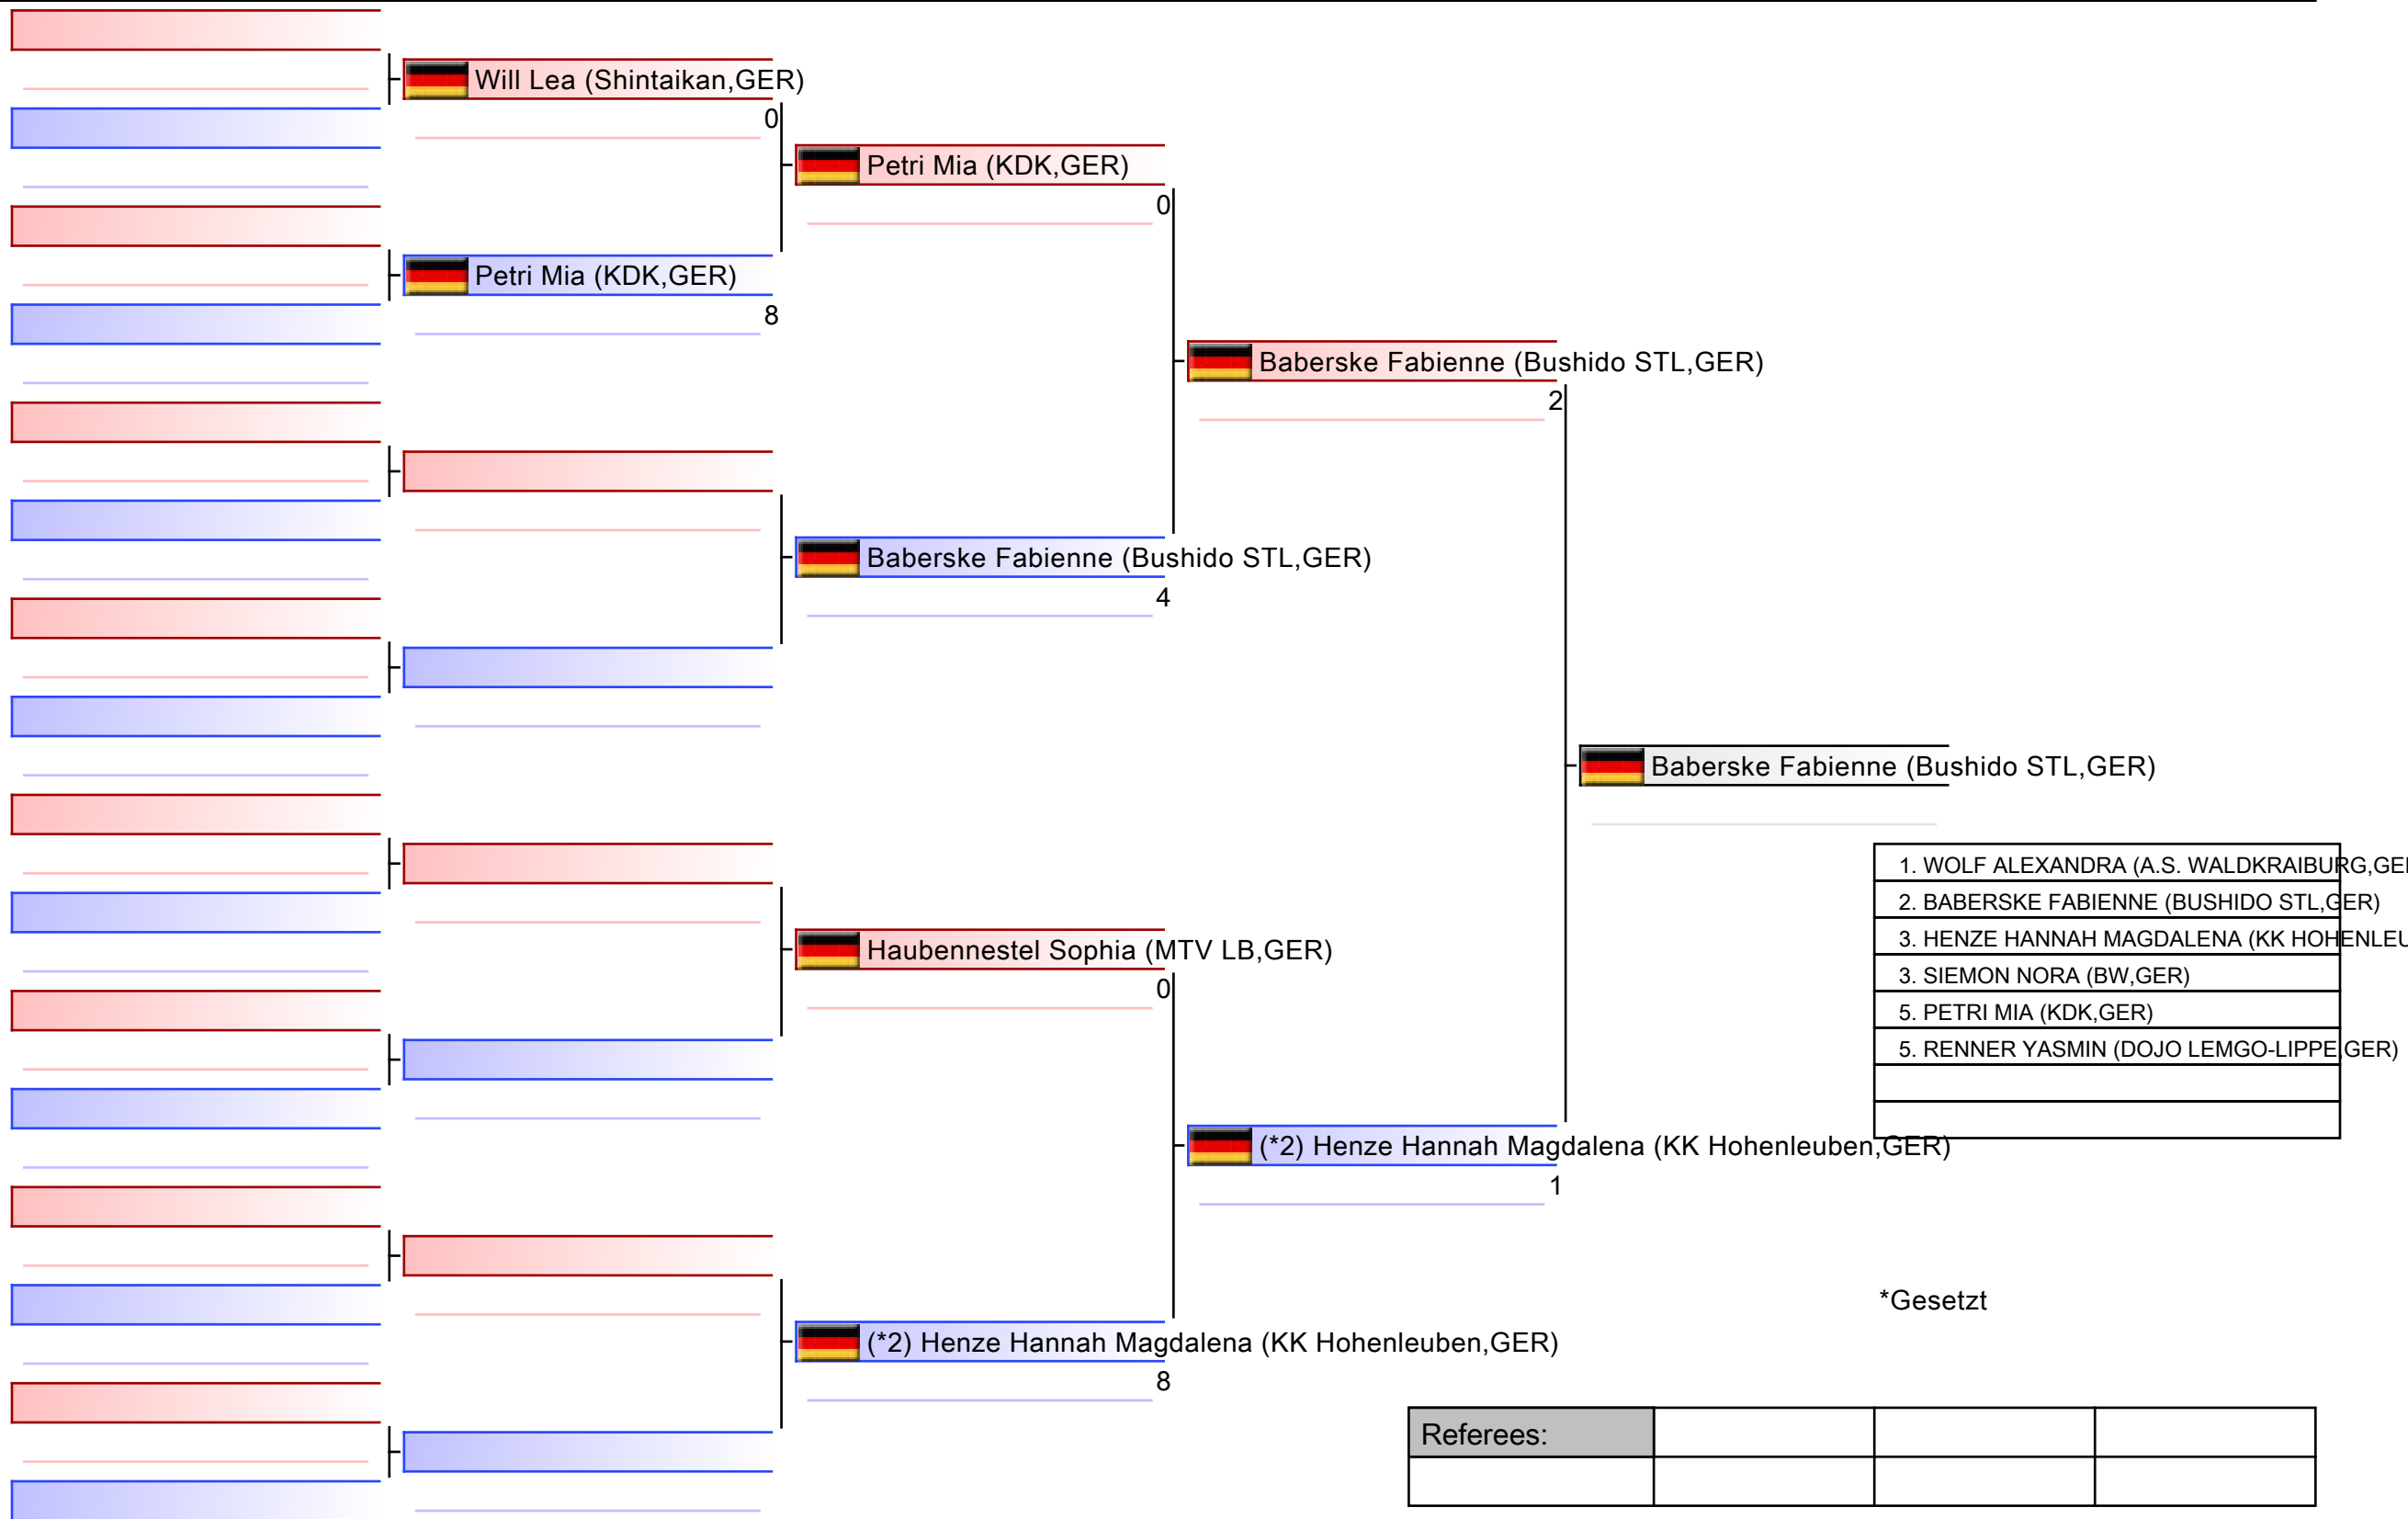 Will Lea (Shintaikan,GER)
0
Petri Mia (KDK,GER)
0
Petri Mia (KDK,GER)
8
Baberske Fabienne (Bushido STL,GER)
2
Baberske Fabienne (Bushido STL,GER)
4
Baberske Fabienne (Bushido STL,GER)
1. WOLF ALEXANDRA (A.S. WALDKRAIBURG,GE
2. BABERSKE FABIENNE (BUSHIDO STL,GER)
3. HENZE HANNAH MAGDALENA (KK HOHENLEU
3. SIEMON NORA (BW,GER)
5. PETRI MIA (KDK,GER)
5. RENNER YASMIN (DOJO LEMGO-LIPPE,GER)
Haubennestel Sophia (MTV LB,GER)
0
(*2) Henze Hannah Magdalena (KK Hohenleuben,GER)
1
*Gesetzt
(*2) Henze Hannah Magdalena (KK Hohenleuben,GER)
8
Referees: